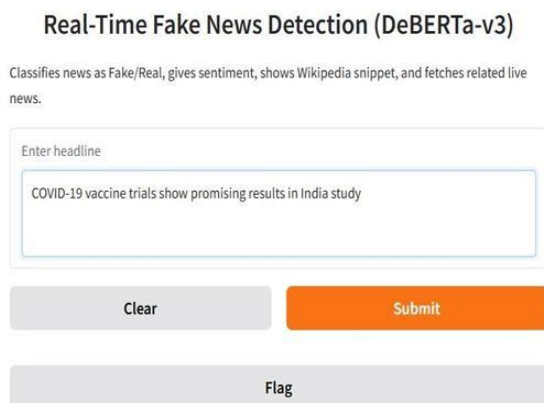 Real-Time Fake News Detection (DeBERTa-v3)
Classifies news as Fake/Real, gives sentiment, shows Wikipedia snippet, and fetches related live
news.
Enter headline
COVID-19 vaccine trials show promising results in India study
Clear
Submit
Flag